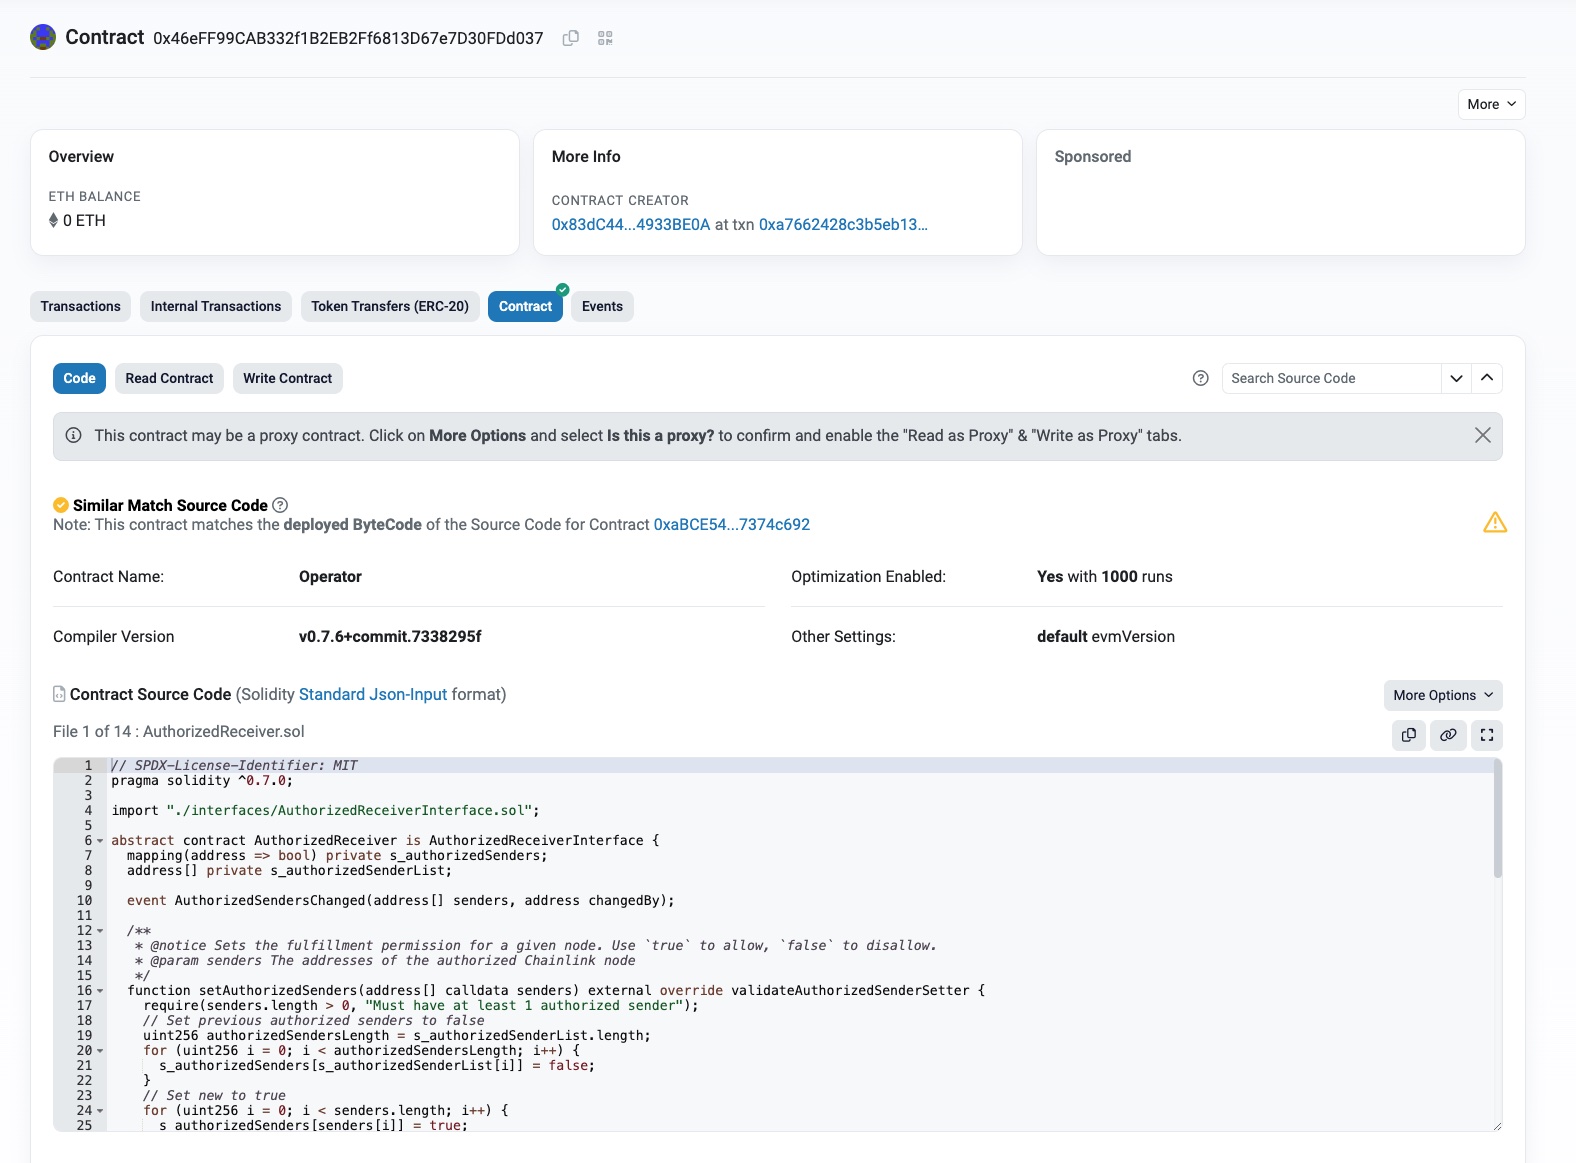 Contract 0x46eFF99CAB332f1B2EB2Ff6813D67e7D30FDd037
More
Overview
ETH BALANCE
0 ETH
More Info
CONTRACT CREATOR
0x83dC44...4933BE0A at txn 0xa7662428c3b5eb13...
Sponsored
Transactions
Internal Transactions
Token Transfers (ERC-20)
Contract
Events
Code
Read Contract
Write Contract
Search Source Code
This contract may be a proxy contract. Click on More Options and select Is this a proxy? to confirm and enable the "Read as Proxy" & "Write as Proxy" tabs.
Similar Match Source Code
Note: This contract matches the deployed ByteCode of the Source Code for Contract 0xaBCE54...7374c692
Contract Name: Operator
Optimization Enabled: Yes with 1000 runs
Compiler Version v0.7.6+commit.7338295f
Other Settings: default evmVersion
Contract Source Code (Solidity Standard Json-Input format)
More Options
File 1 of 14 : AuthorizedReceiver.sol
1 // SPDX-License-Identifier: MIT
2 pragma solidity ^0.7.0;
3
4 import "./interfaces/AuthorizedReceiverInterface.sol";
5
6 abstract contract AuthorizedReceiver is AuthorizedReceiverInterface {
7 mapping(address => bool) private s_authorizedSenders;
8 address[] private s_authorizedSenderList;
9
10 event AuthorizedSendersChanged(address[] senders, address changedBy);
11
12 /**
13 * @notice Sets the fulfillment permission for a given node. Use `true` to allow, `false` to disallow.
14 * @param senders The addresses of the authorized Chainlink node
15 */
16 function setAuthorizedSenders(address[] calldata senders) external override validateAuthorizedSenderSetter {
17 require(senders.length > 0, "Must have at least 1 authorized sender");
18 // Set previous authorized senders to false
19 uint256 authorizedSendersLength = s_authorizedSenderList.length;
20 for (uint256 i = 0; i < authorizedSendersLength; i++) {
21 s_authorizedSenders[s_authorizedSenderList[i]] = false;
22 }
23 // Set new to true
24 for (uint256 i = 0; i < senders.length; i++) {
25 s_authorizedSenders[senders[i]] = true;